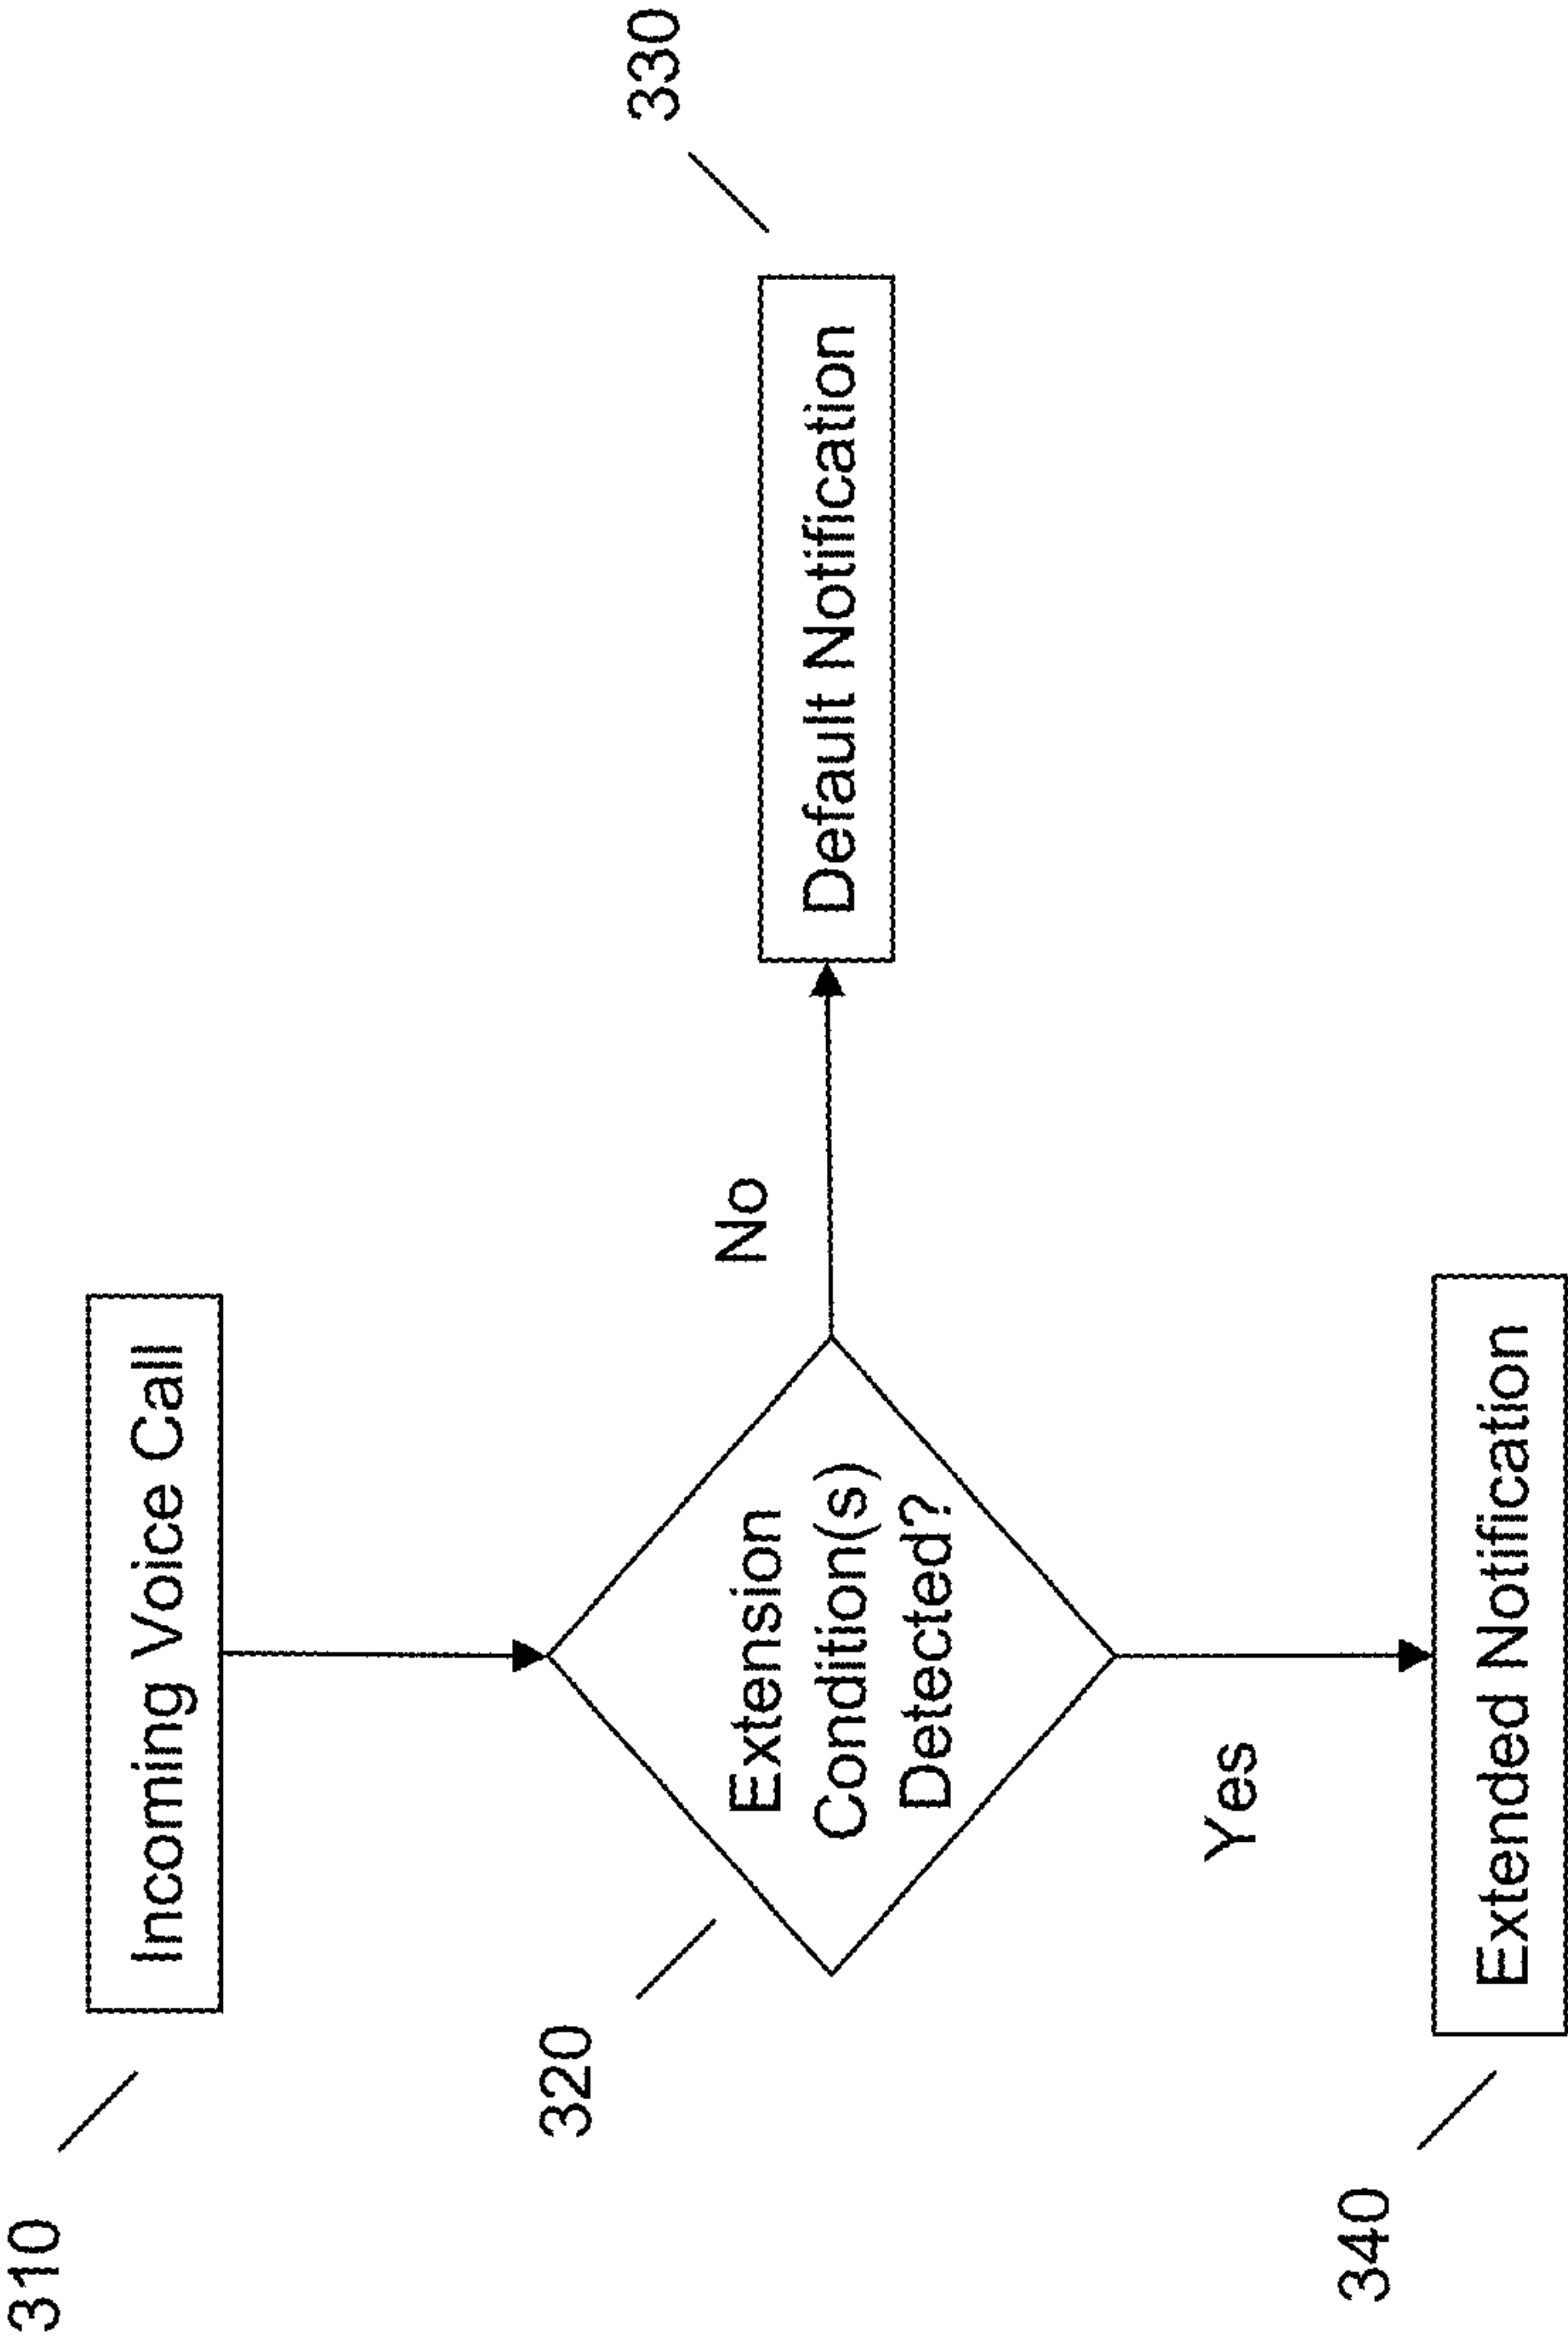 310
Incoming Voice Call
320
Extension
Condition(s)
Detected?
No
330
Default Notification
Yes
340
Extended Notification